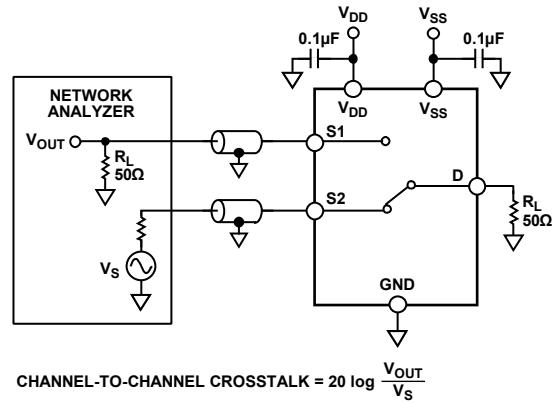 V_DD
V_SS
0.1µF
0.1µF
V_DD
V_SS
NETWORK
ANALYZER
V_OUT
R_L
50Ω
S1
S2
D
R_L
50Ω
V_S
GND
CHANNEL-TO-CHANNEL CROSSTALK = 20 log V_OUT / V_S